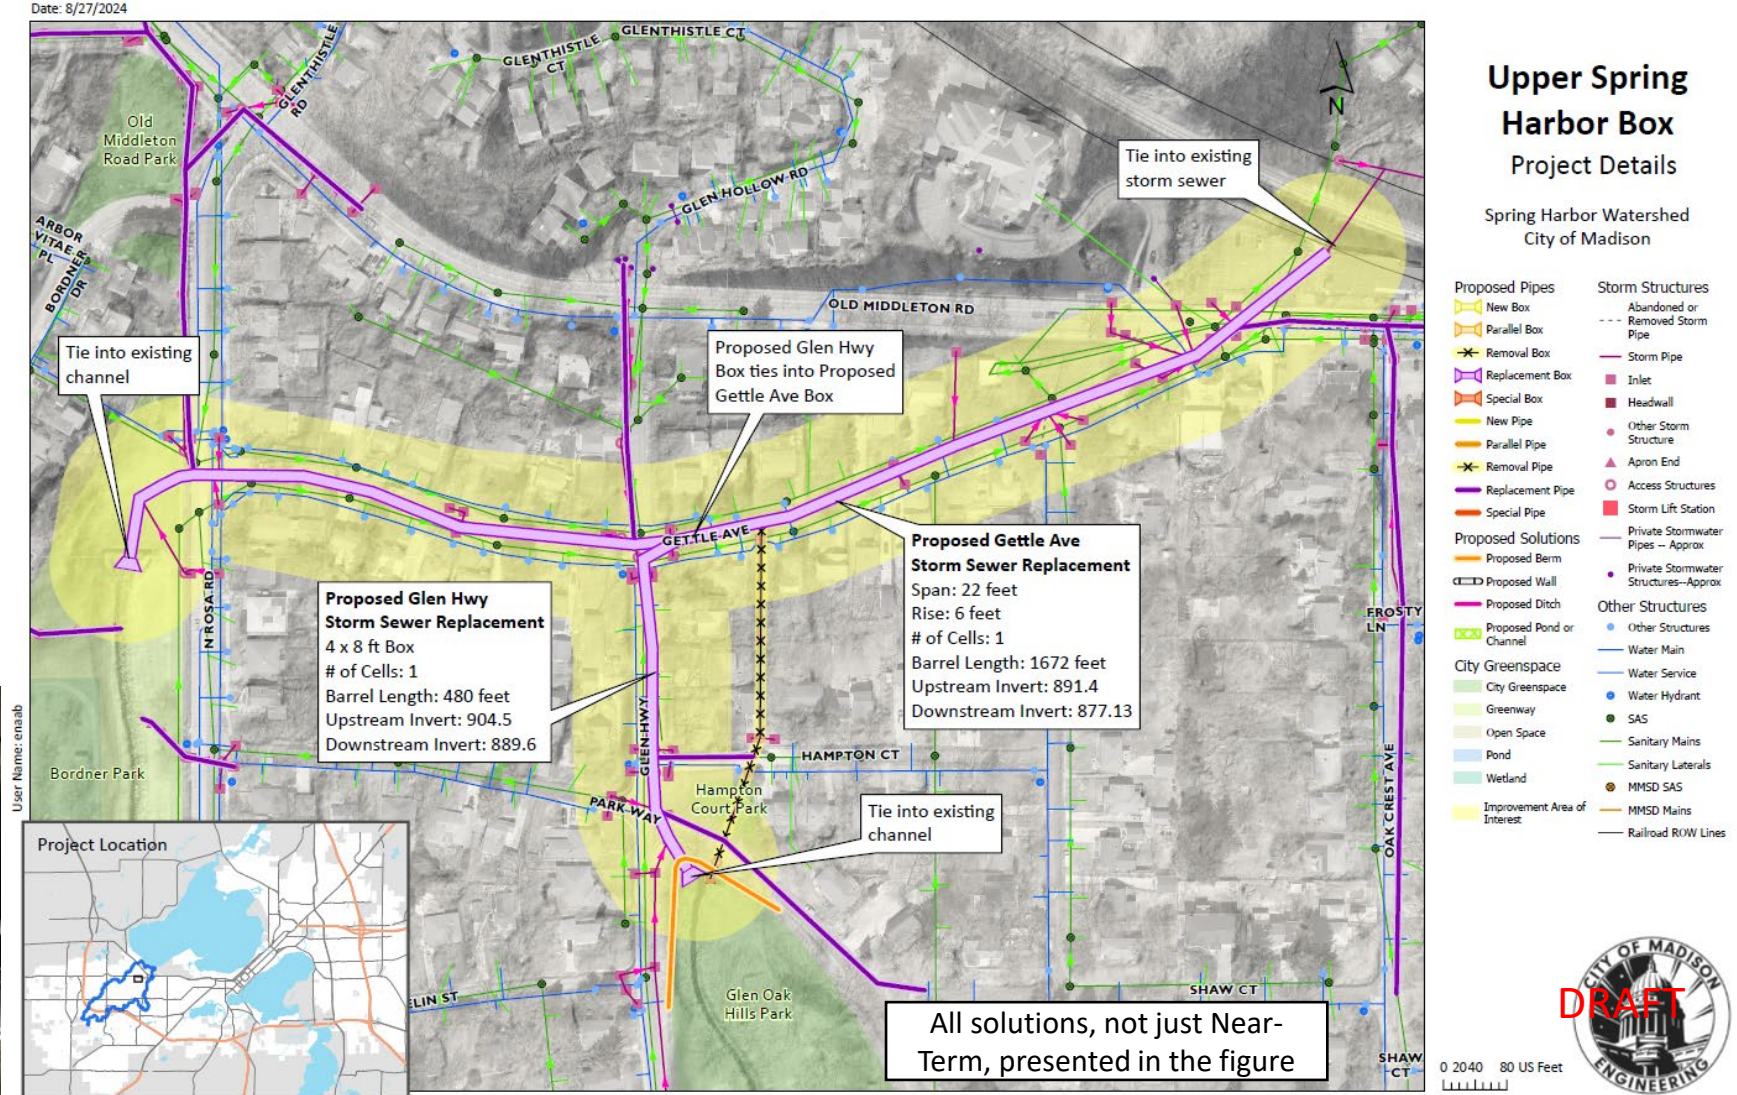 Date: 8/27/2024
GLENTHISTLE CT
GLENTHISTLE
CT
GLENTHISTLE
RD
Old
Middleton
Road Park
N
Tie into existing
storm sewer
GLEN HOLLOW RD
ARBOR
VITAE
PL
BORDNER
DR
OLD MIDDLETON RD
Tie into existing
channel
Proposed Glen Hwy
Box ties into Proposed
Gettle Ave Box
GETTLE AVE
Proposed Gettle Ave
Storm Sewer Replacement
Span: 22 feet
Rise: 6 feet
# of Cells: 1
Barrel Length: 1672 feet
Upstream Invert: 891.4
Downstream Invert: 877.13
N ROSA RD
Proposed Glen Hwy
Storm Sewer Replacement
4 x 8 ft Box
# of Cells: 1
Barrel Length: 480 feet
Upstream Invert: 904.5
Downstream Invert: 889.6
FROSTY
LN
GLEN HWY
HAMPTON CT
OAK CREST AVE
Bordner Park
Hampton
Court Park
PARK WAY
Tie into existing
channel
User Name: enaab
Project Location
ELIN ST
Glen Oak
Hills Park
SHAW CT
All solutions, not just Near-
Term, presented in the figure
SHAW
CT
Upper Spring
Harbor Box
Project Details
Spring Harbor Watershed
City of Madison
Proposed Pipes
New Box
Parallel Box
Removal Box
Replacement Box
Special Box
New Pipe
Parallel Pipe
Removal Pipe
Replacement Pipe
Special Pipe
Proposed Solutions
Proposed Berm
Proposed Wall
Proposed Ditch
Proposed Pond or
Channel
City Greenspace
City Greenspace
Greenway
Open Space
Pond
Wetland
Improvement Area of
Interest
Storm Structures
Abandoned or
Removed Storm
Pipe
Storm Pipe
Inlet
Headwall
Other Storm
Structure
Apron End
Access Structures
Storm Lift Station
Private Stormwater
Pipes -- Approx
Private Stormwater
Structures--Approx
Other Structures
Other Structures
Water Main
Water Service
Water Hydrant
SAS
Sanitary Mains
Sanitary Laterals
MMSD SAS
MMSD Mains
Railroad ROW Lines
CITY OF MADISON
DRAFT
ENGINEERING
0 2040 80 US Feet